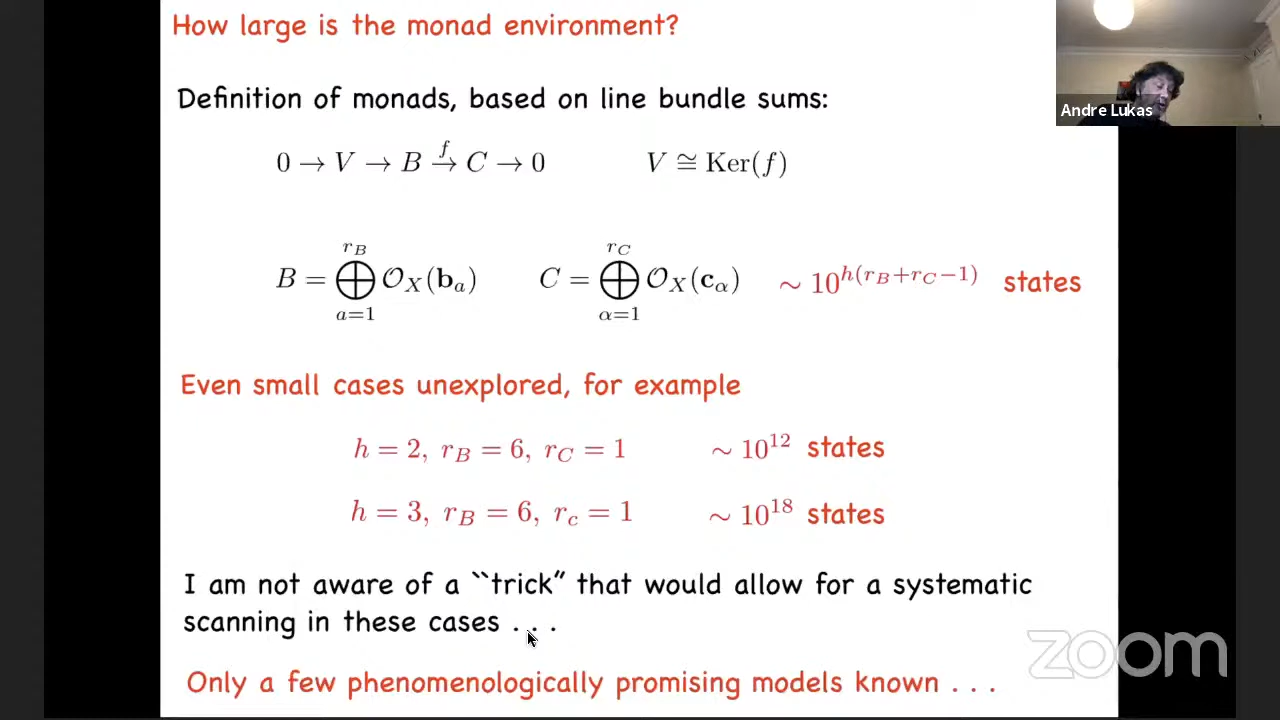 How large is the monad environment?
Andre Lukas
Definition of monads, based on line bundle sums:
0 → V → B →^f C → 0    V ≅ Ker(f)
B = ⊕_{a=1}^{r_B} O_X(b_a)    C = ⊕_{α=1}^{r_C} O_X(c_α)    ∼ 10^{h(r_B+r_C−1)} states
Even small cases unexplored, for example
h = 2, r_B = 6, r_C = 1    ∼ 10^{12} states
h = 3, r_B = 6, r_c = 1    ∼ 10^{18} states
I am not aware of a ``trick” that would allow for a systematic
scanning in these cases . . .
zoom
Only a few phenomenologically promising models known . . .